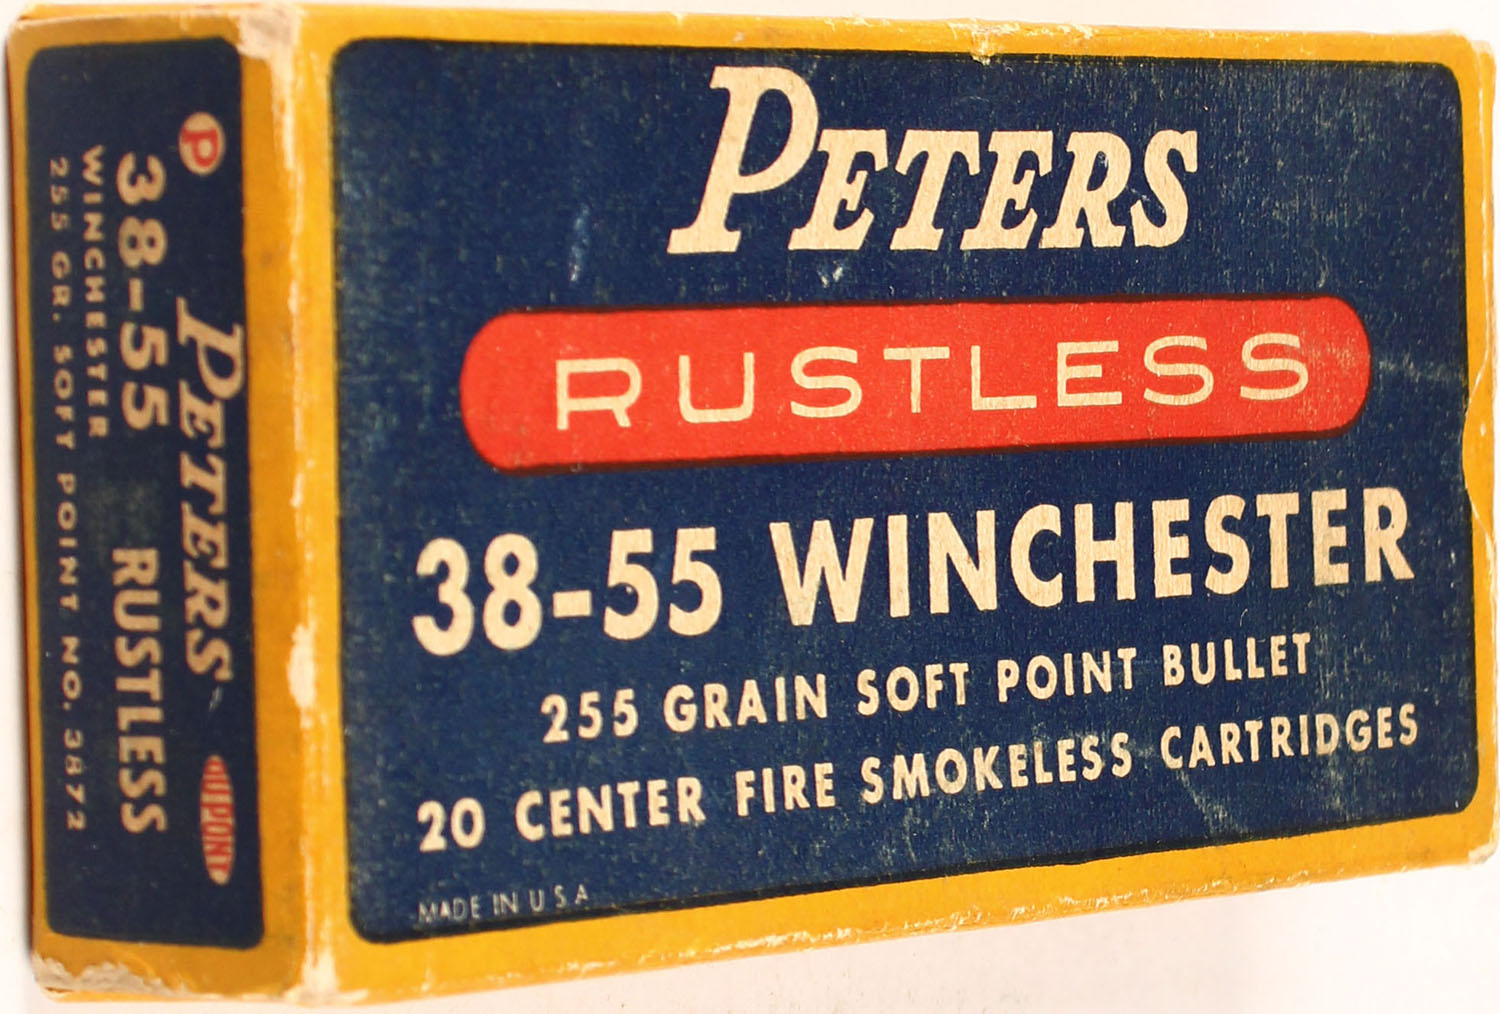 PETERS
RUSTLESS
38-55 WINCHESTER
255 GRAIN SOFT POINT BULLET
20 CENTER FIRE SMOKELESS CARTRIDGES
MADE IN U S A
P PETERS DUPONT
38-55 RUSTLESS
WINCHESTER
255 GR. SOFT POINT NO. 3872